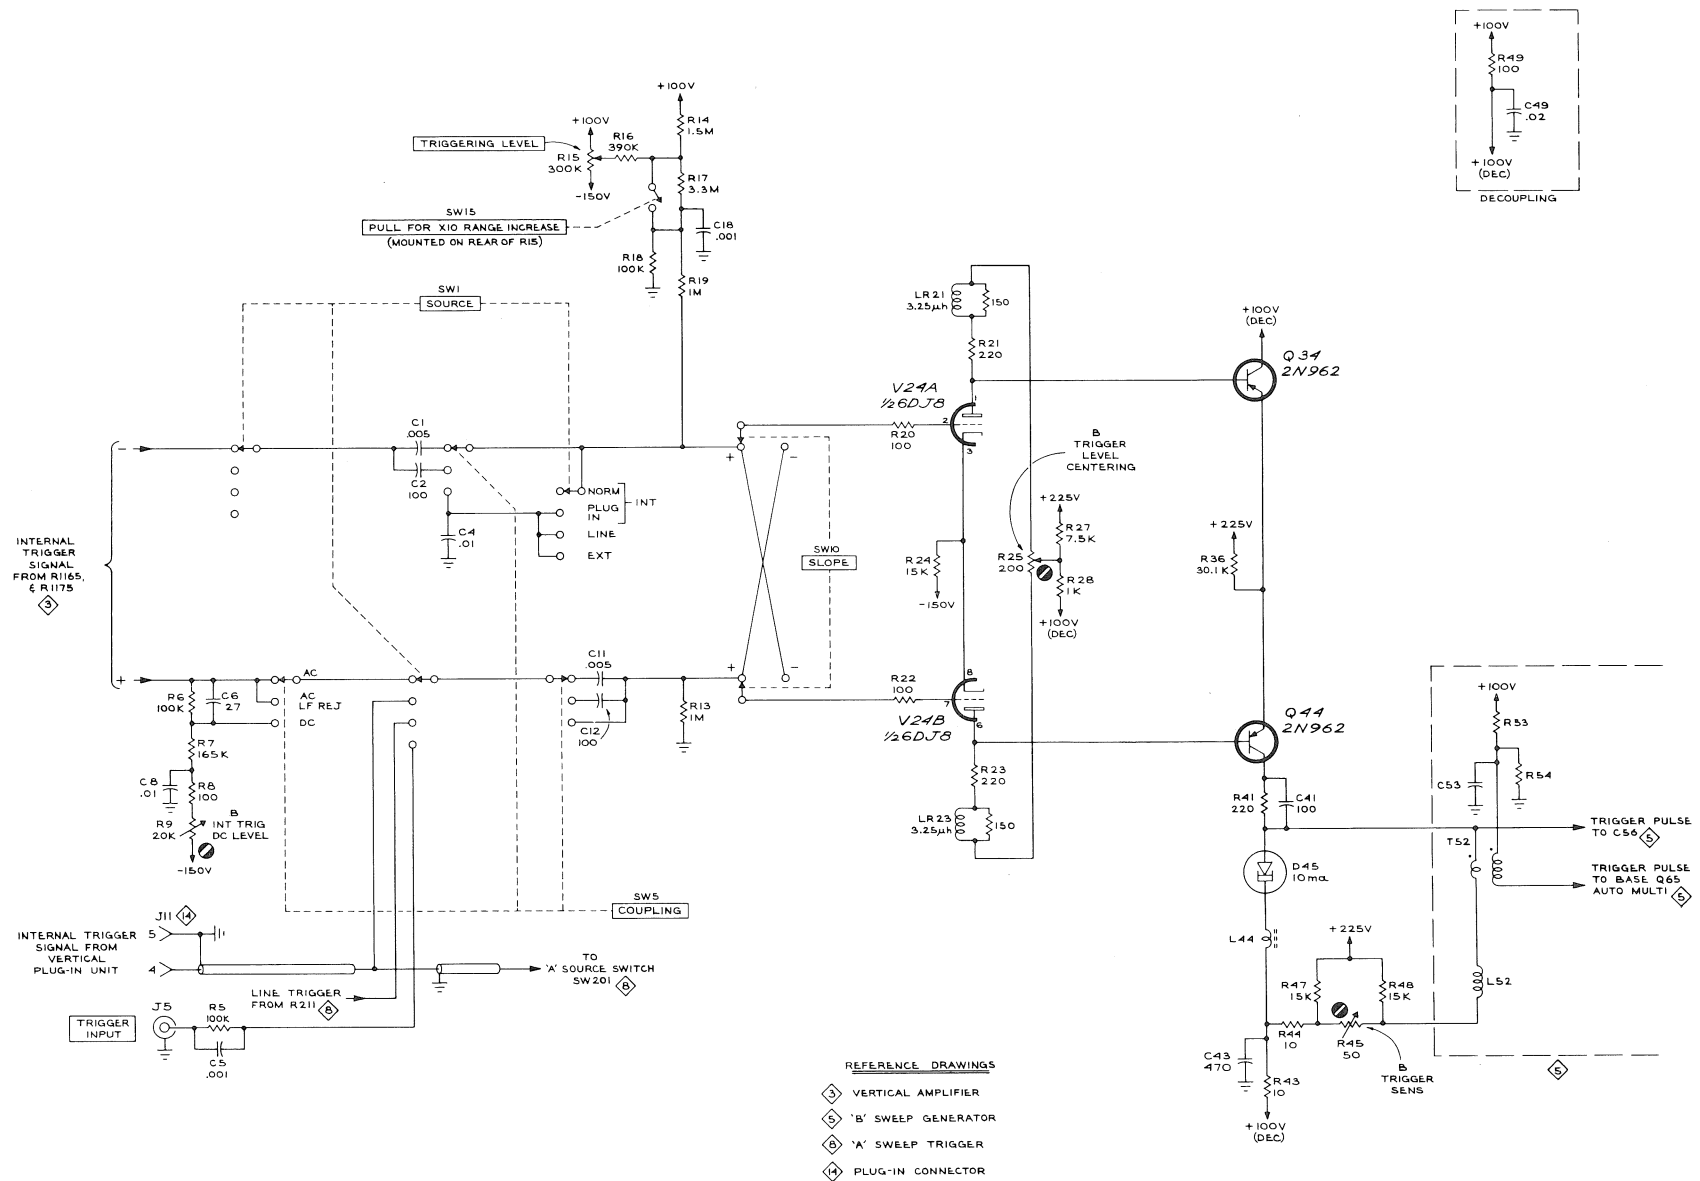 +100V
R49
100
C49
.02
+100V
(DEC)
DECOUPLING
+100V
R14
1.5M
+100V
R16
390K
TRIGGERING LEVEL
R15
300K
-150V
R17
3.3M
SW15
PULL FOR X10 RANGE INCREASE
(MOUNTED ON REAR OF R15)
C18
.001
R18
100K
R19
1M
SW1
SOURCE
LR21
3.25µh
150
R21
220
+100V
(DEC)
Q34
2N962
V24A
½6DJ8
1
2
3
R20
100
C1
.005
C2
100
−
+
−
NORM
PLUG
IN
INT
LINE
EXT
C4
.01
INTERNAL
TRIGGER
SIGNAL
FROM R1165,
& R1175
3
SW10
SLOPE
B
TRIGGER
LEVEL
CENTERING
+225V
R27
7.5K
R24
15K
-150V
R25
200
R28
1K
+100V
(DEC)
+225V
R36
30.1K
+
AC
AC
LF REJ
DC
R6
100K
C6
27
R7
165K
C8
.01
R8
100
R9
20K
B
INT TRIG
DC LEVEL
-150V
C11
.005
C12
100
R13
1M
+
−
R22
100
8
7
6
V24B
½6DJ8
R23
220
LR23
3.25µh
150
Q44
2N962
R41
220
C41
100
+100V
R53
R54
C53
TRIGGER PULSE
TO C56
5
T52
D45
10ma
TRIGGER PULSE
TO BASE Q65
AUTO MULTI
5
SW5
COUPLING
J11
14
INTERNAL TRIGGER
SIGNAL FROM
VERTICAL
PLUG-IN UNIT
5
4
TO
'A' SOURCE SWITCH
SW201
8
LINE TRIGGER
FROM R211
8
TRIGGER
INPUT
J5
R5
100K
C5
.001
L44
+225V
R47
15K
R48
15K
L52
R44
10
R45
50
C43
470
R43
10
B
TRIGGER
SENS
+100V
(DEC)
5
REFERENCE DRAWINGS
3 VERTICAL AMPLIFIER
5 'B' SWEEP GENERATOR
8 'A' SWEEP TRIGGER
14 PLUG-IN CONNECTOR